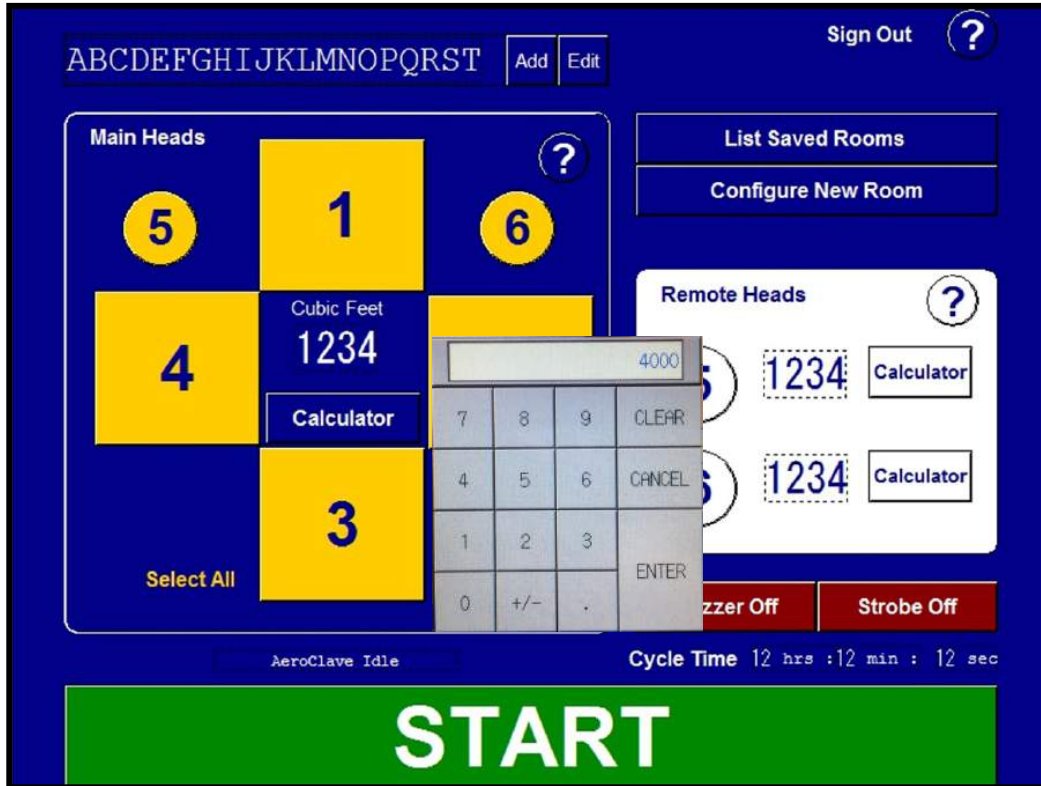 Sign Out ?
ABCDEFGHIJKLMNOPQRST Add Edit
Main Heads
?
5 1 6
4
Cubic Feet
1234
Calculator
3
Select All
List Saved Rooms
Configure New Room
Remote Heads ?
1234 Calculator
1234 Calculator
4000
7 8 9 CLEAR
4 5 6 CANCEL
1 2 3
ENTER
0 +/- .
zzer Off Strobe Off
AeroClave Idle
Cycle Time 12 hrs :12 min : 12 sec
START